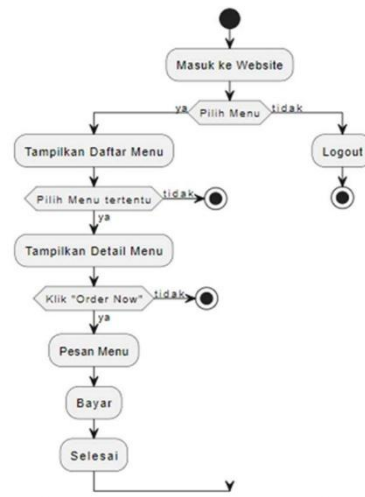 Masuk ke Website
ya
Pilih Menu
tidak
Tampilkan Daftar Menu
Logout
Pilih Menu tertentu
tidak
ya
Tampilkan Detail Menu
Klik "Order Now"
tidak
ya
Pesan Menu
Bayar
Selesai